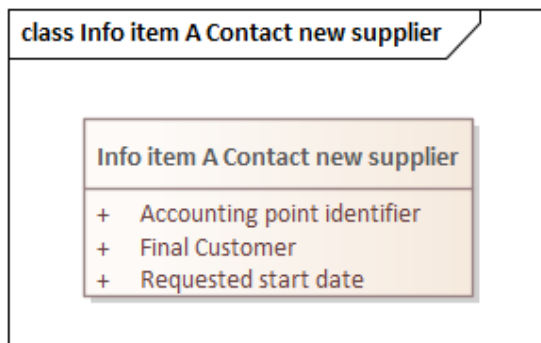 class Info item A Contact new supplier
Info item A Contact new supplier
+ Accounting point identifier
+ Final Customer
+ Requested start date